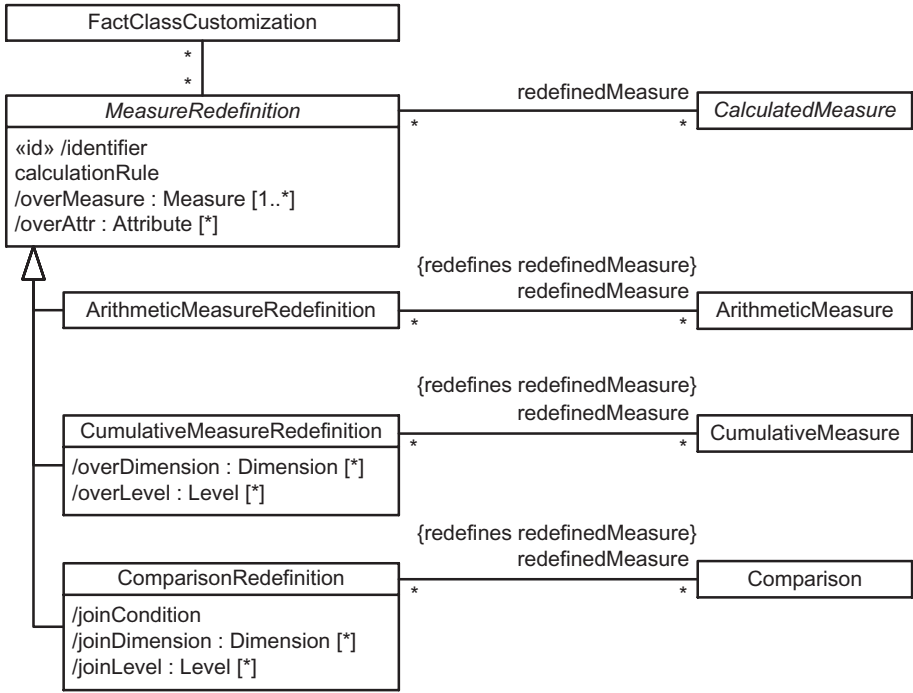 FactClassCustomization
*
*
MeasureRedefinition
redefinedMeasure
CalculatedMeasure
*
*
«id» /identifier
calculationRule
/overMeasure : Measure [1..*]
/overAttr : Attribute [*]
{redefines redefinedMeasure}
redefinedMeasure
ArithmeticMeasureRedefinition
ArithmeticMeasure
*
*
{redefines redefinedMeasure}
redefinedMeasure
CumulativeMeasureRedefinition
CumulativeMeasure
*
*
/overDimension : Dimension [*]
/overLevel : Level [*]
{redefines redefinedMeasure}
redefinedMeasure
ComparisonRedefinition
Comparison
*
*
/joinCondition
/joinDimension : Dimension [*]
/joinLevel : Level [*]